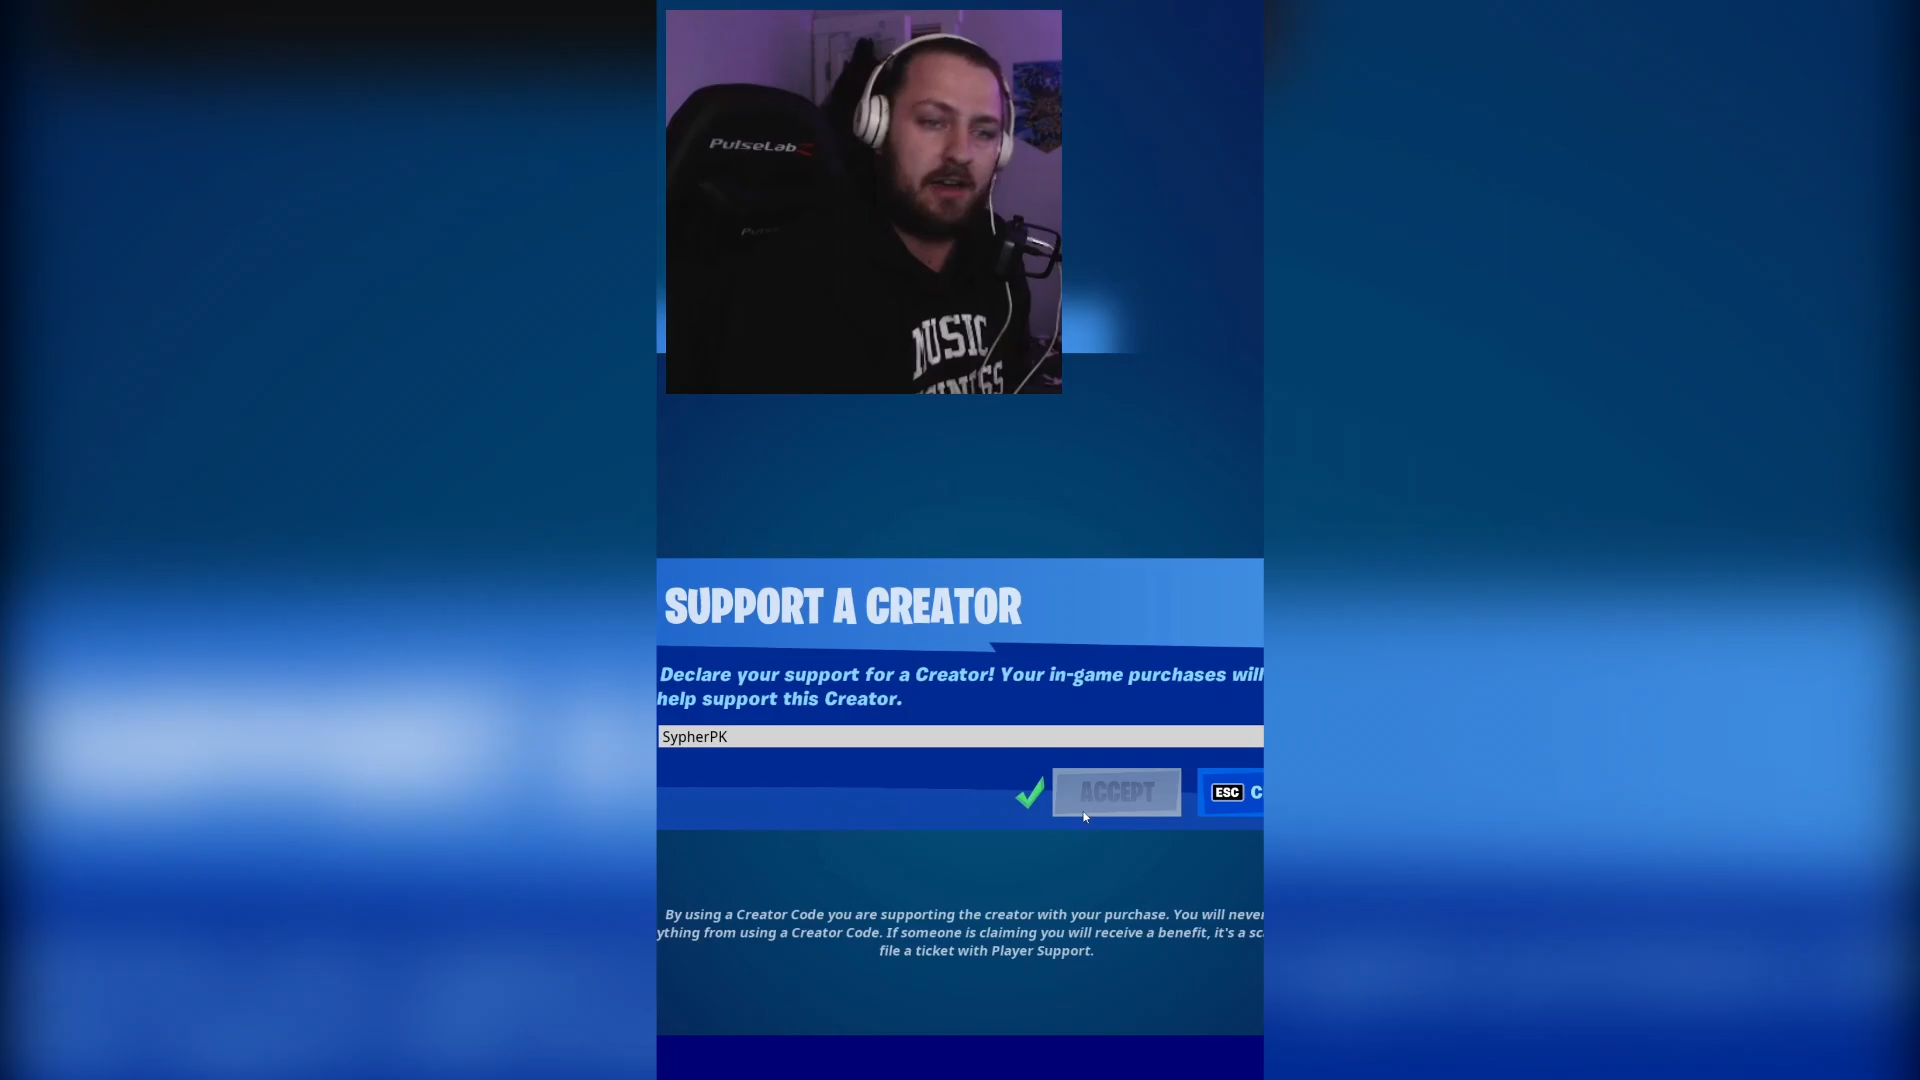 PulseLabz
MUSIC
SUPPORT A CREATOR
Declare your support for a Creator! Your in-game purchases will
help support this Creator.
SypherPK
ACCEPT
ESC C
By using a Creator Code you are supporting the creator with your purchase. You will never
ything from using a Creator Code. If someone is claiming you will receive a benefit, it's a sc
file a ticket with Player Support.